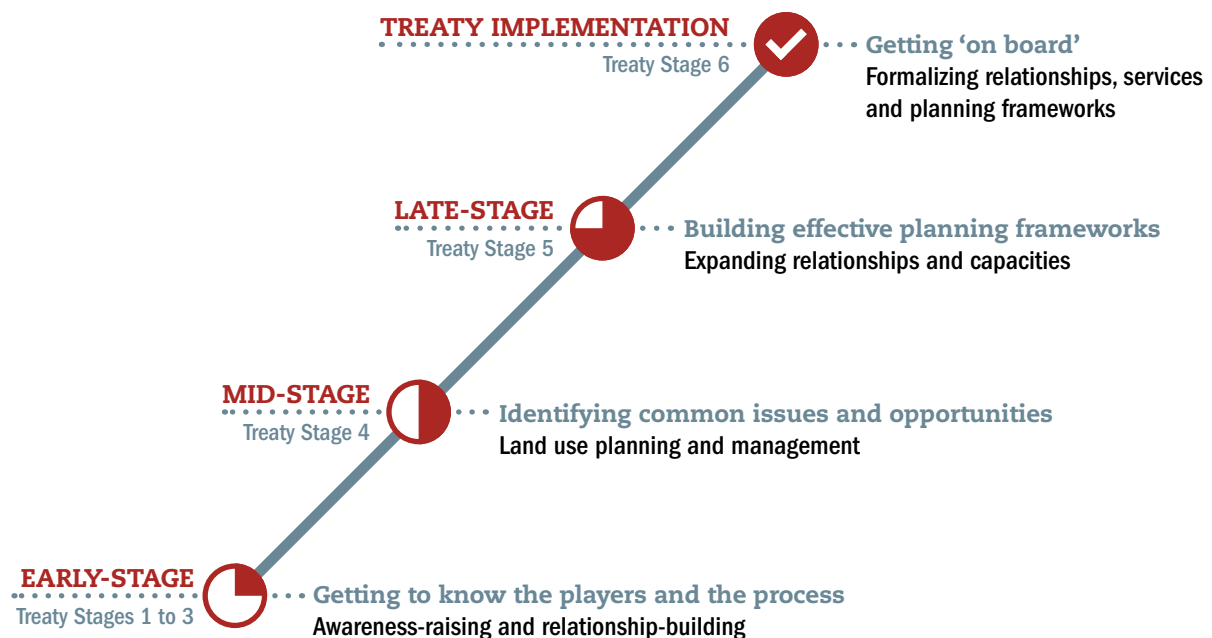 TREATY IMPLEMENTATION
Treaty Stage 6
Getting ‘on board’
Formalizing relationships, services
and planning frameworks
LATE-STAGE
Treaty Stage 5
Building effective planning frameworks
Expanding relationships and capacities
MID-STAGE
Treaty Stage 4
Identifying common issues and opportunities
Land use planning and management
EARLY-STAGE
Treaty Stages 1 to 3
Getting to know the players and the process
Awareness-raising and relationship-building